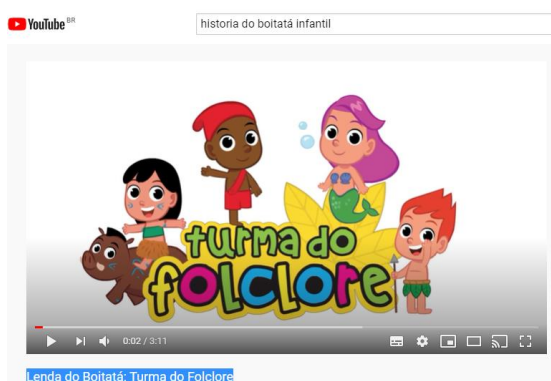 YouTube BR
historia do boitatá infantil
turma do
folclore
0:02 / 3:11
Lenda do Boitatá: Turma do Folclore